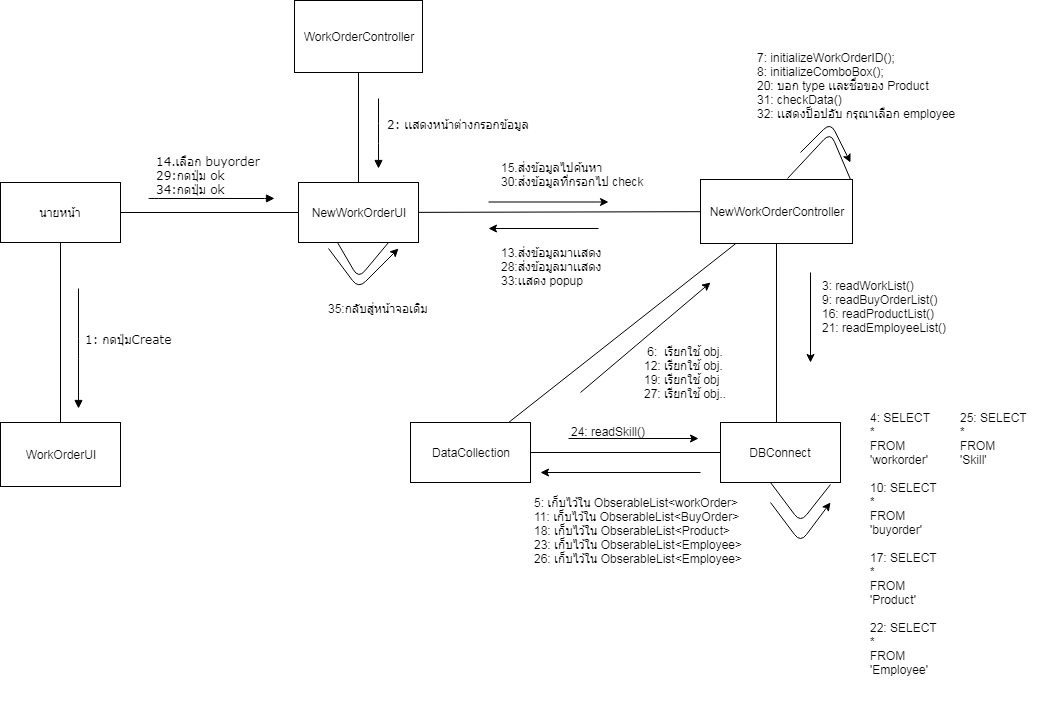 WorkOrderController
7: initializeWorkOrderID();
8: initializeComboBox();
20: บอก type และชื่อของ Product
31: checkData()
32: แสดงป็อปอัป กรุณาเลือก employee
2: แสดงหน้าต่างกรอกข้อมูล
14.เลือก buyorder
29:กดปุ่ม ok
34:กดปุ่ม ok
15.ส่งข้อมูลไปค้นหา
30:ส่งข้อมูลที่กรอกไป check
นายหน้า
NewWorkOrderUI
NewWorkOrderController
13.ส่งข้อมูลมาแสดง
28:ส่งข้อมูลมาแสดง
33:แสดง popup
35:กลับสู่หน้าจอเดิม
3: readWorkList()
9: readBuyOrderList()
16: readProductList()
21: readEmployeeList()
1: กดปุ่มCreate
6: เรียกใช้ obj.
12: เรียกใช้ obj.
19: เรียกใช้ obj
27: เรียกใช้ obj..
WorkOrderUI
DataCollection
24: readSkill()
DBConnect
4: SELECT
*
FROM
'workorder'
25: SELECT
*
FROM
'Skill'
10: SELECT
*
FROM
'buyorder'
17: SELECT
*
FROM
'Product'
22: SELECT
*
FROM
'Employee'
5: เก็บไว้ใน ObserableList<workOrder>
11: เก็บไว้ใน ObserableList<BuyOrder>
18: เก็บไว้ใน ObserableList<Product>
23: เก็บไว้ใน ObserableList<Employee>
26: เก็บไว้ใน ObserableList<Employee>